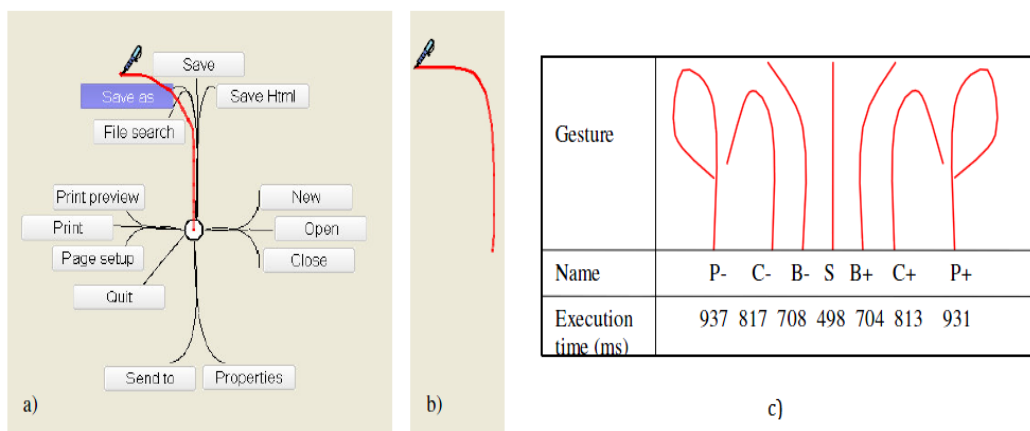 Save
Save as
Save Html
File search
Print preview
New
Print
Open
Page setup
Close
Quit
Send to
Properties
a)
b)
Gesture
Name P- C- B- S B+ C+ P+
Execution 937 817 708 498 704 813 931
time (ms)
c)